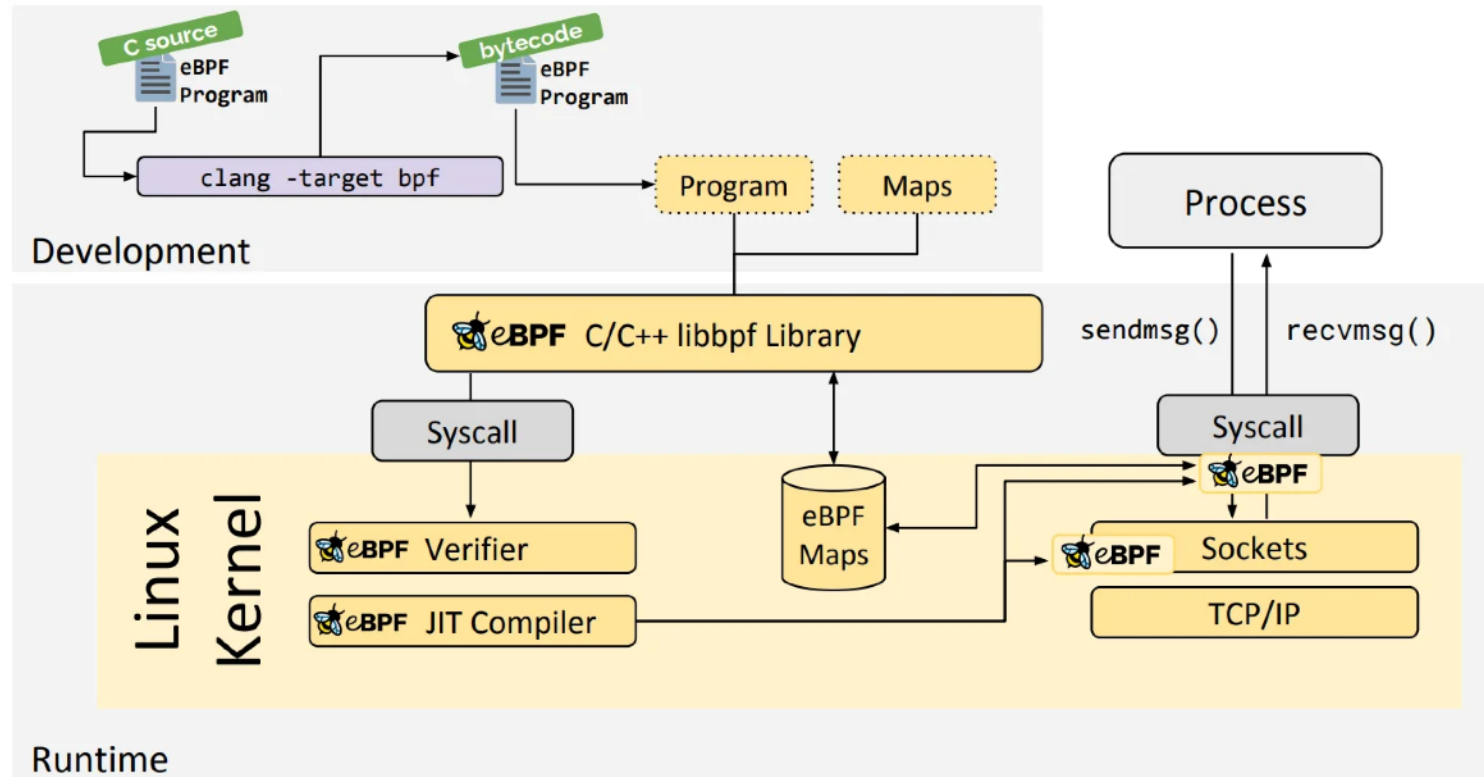 C source
eBPF
Program
bytecode
eBPF
Program
clang -target bpf
Program
Maps
Development
Process
eBPF C/C++ libbpf Library
sendmsg()
recvmsg()
Syscall
Syscall
eBPF
Linux
Kernel
eBPF Verifier
eBPF
Maps
eBPF
Sockets
eBPF JIT Compiler
TCP/IP
Runtime